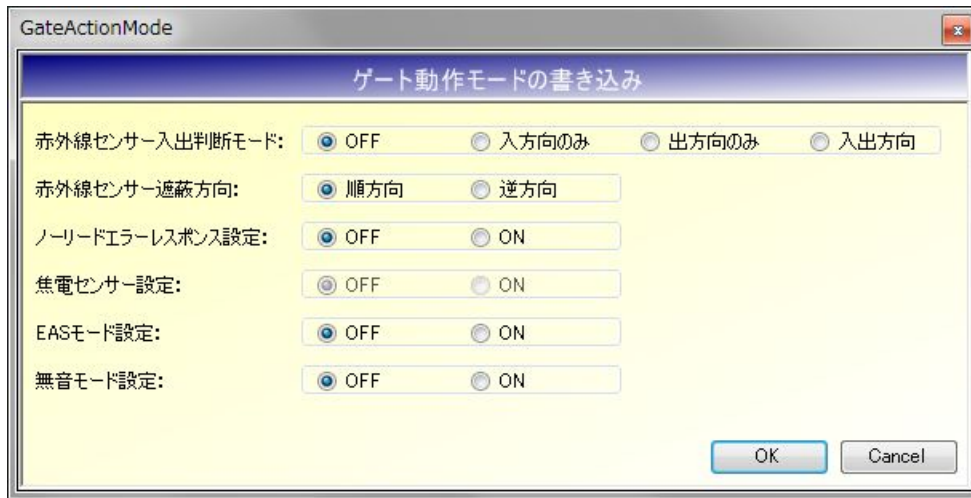 GateActionMode
ゲート動作モードの書き込み
赤外線センサー入出判断モード: OFF 入方向のみ 出方向のみ 入出方向
赤外線センサー遮蔽方向: 順方向 逆方向
ノーリードエラーレスポンス設定: OFF ON
焦電センサー設定: OFF ON
EASモード設定: OFF ON
無音モード設定: OFF ON
OK Cancel